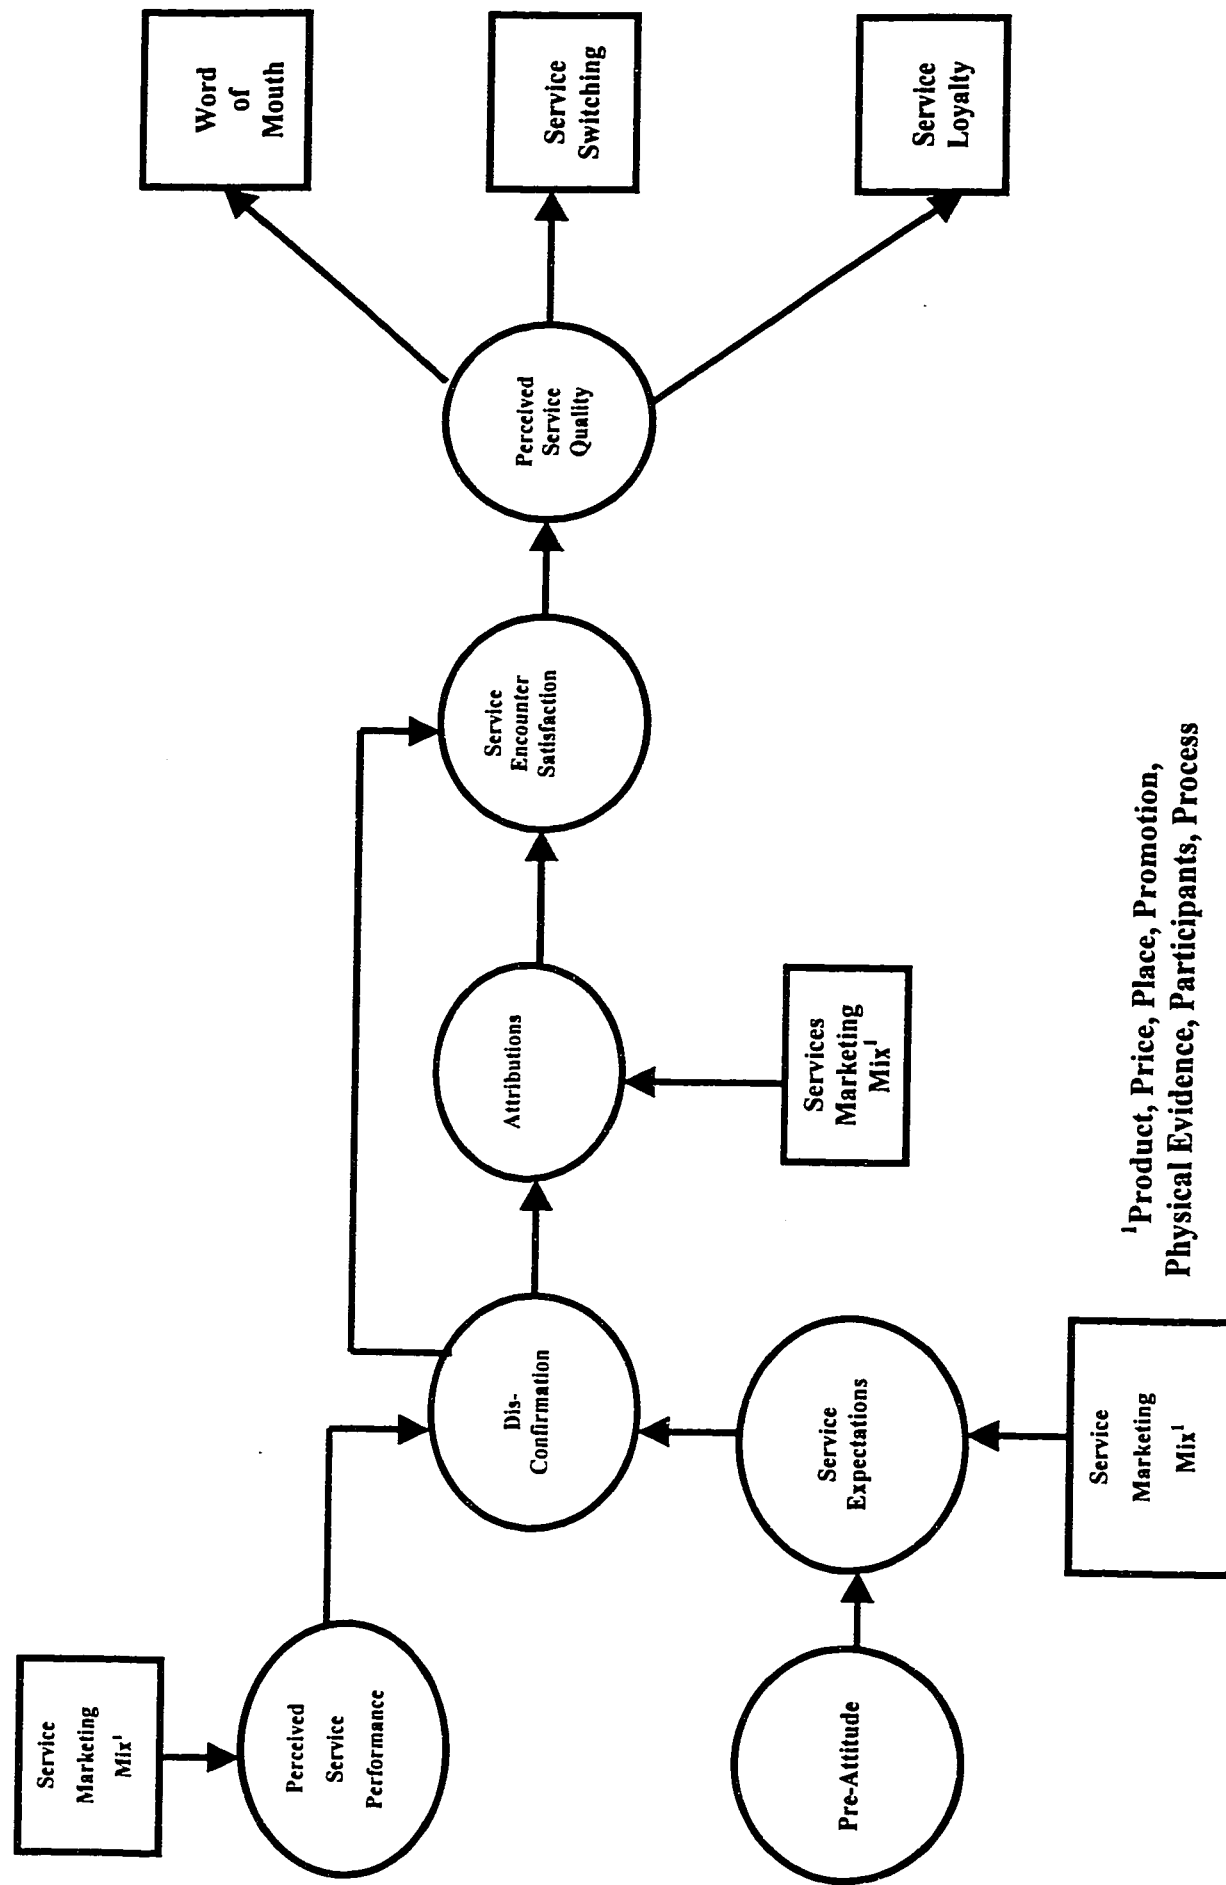 Service
Marketing
Mix¹
Perceived
Service
Performance
Pre-Attitude
Dis-
Confirmation
Service
Expectations
Service
Marketing
Mix¹
Attributions
Services
Marketing
Mix¹
Service
Encounter
Satisfaction
Perceived
Service
Quality
Word
of
Mouth
Service
Switching
Service
Loyalty
¹Product, Price, Place, Promotion,
Physical Evidence, Participants, Process